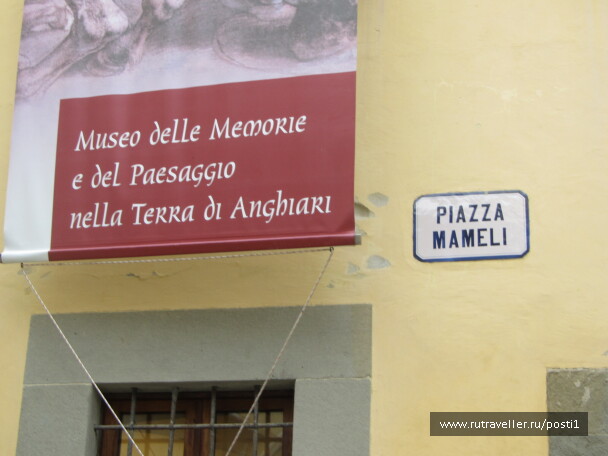 Museo delle Memorie
e del Paesaggio
nella Terra di Anghiari
PIAZZA
MAMELI
www.rutraveller.ru/posti1